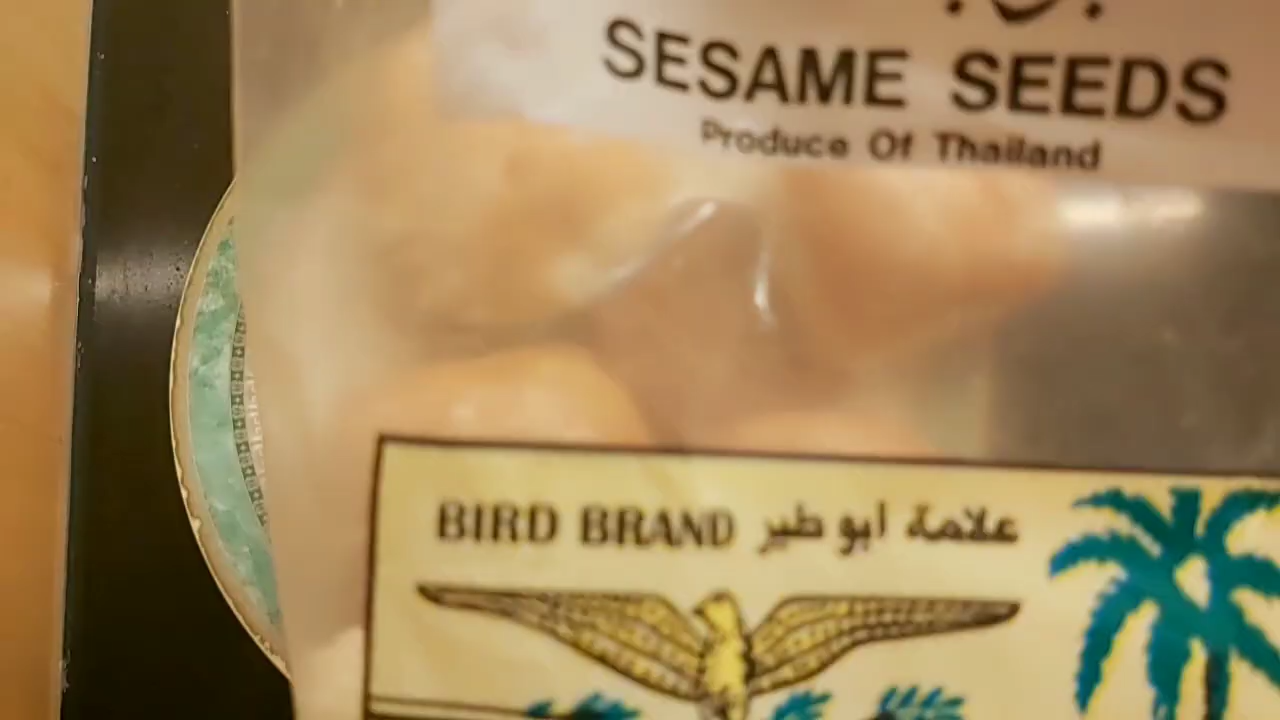 SESAME SEEDS
Produce Of Thailand
BIRD BRAND علامة ابو طير